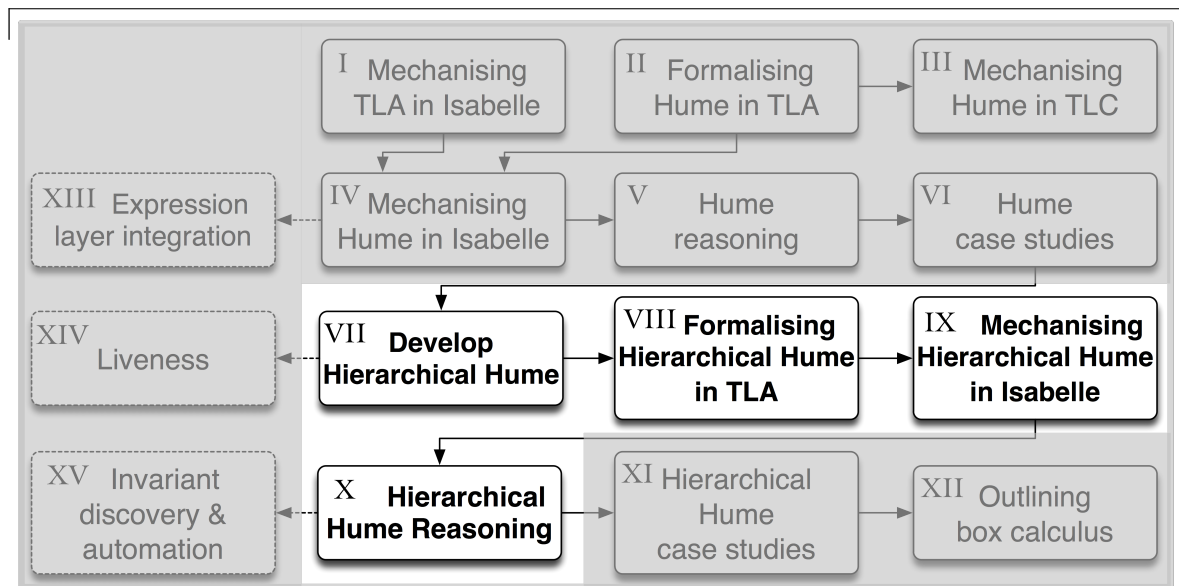 I Mechanising
TLA in Isabelle
II Formalising
Hume in TLA
III Mechanising
Hume in TLC
XIII Expression
layer integration
IV Mechanising
Hume in Isabelle
V Hume
reasoning
VI Hume
case studies
XIV
Liveness
VII Develop
Hierarchical Hume
VIII Formalising
Hierarchical Hume
in TLA
IX Mechanising
Hierarchical Hume
in Isabelle
XV Invariant
discovery &
automation
X Hierarchical
Hume Reasoning
XI Hierarchical
Hume
case studies
XII Outlining
box calculus